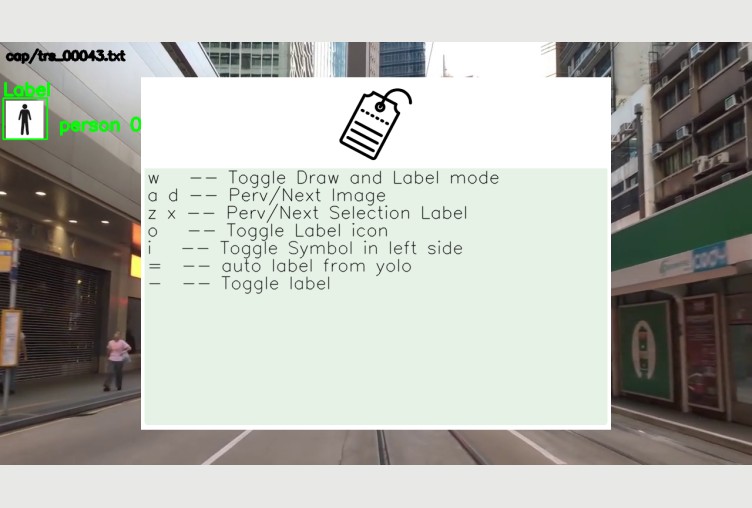 cap/tra_00043.txt
Label
person 0
w -- Toggle Draw and Label mode
a d -- Perv/Next Image
z x -- Perv/Next Selection Label
o -- Toggle Label icon
i -- Toggle Symbol in left side
= -- auto label from yolo
- -- Toggle label